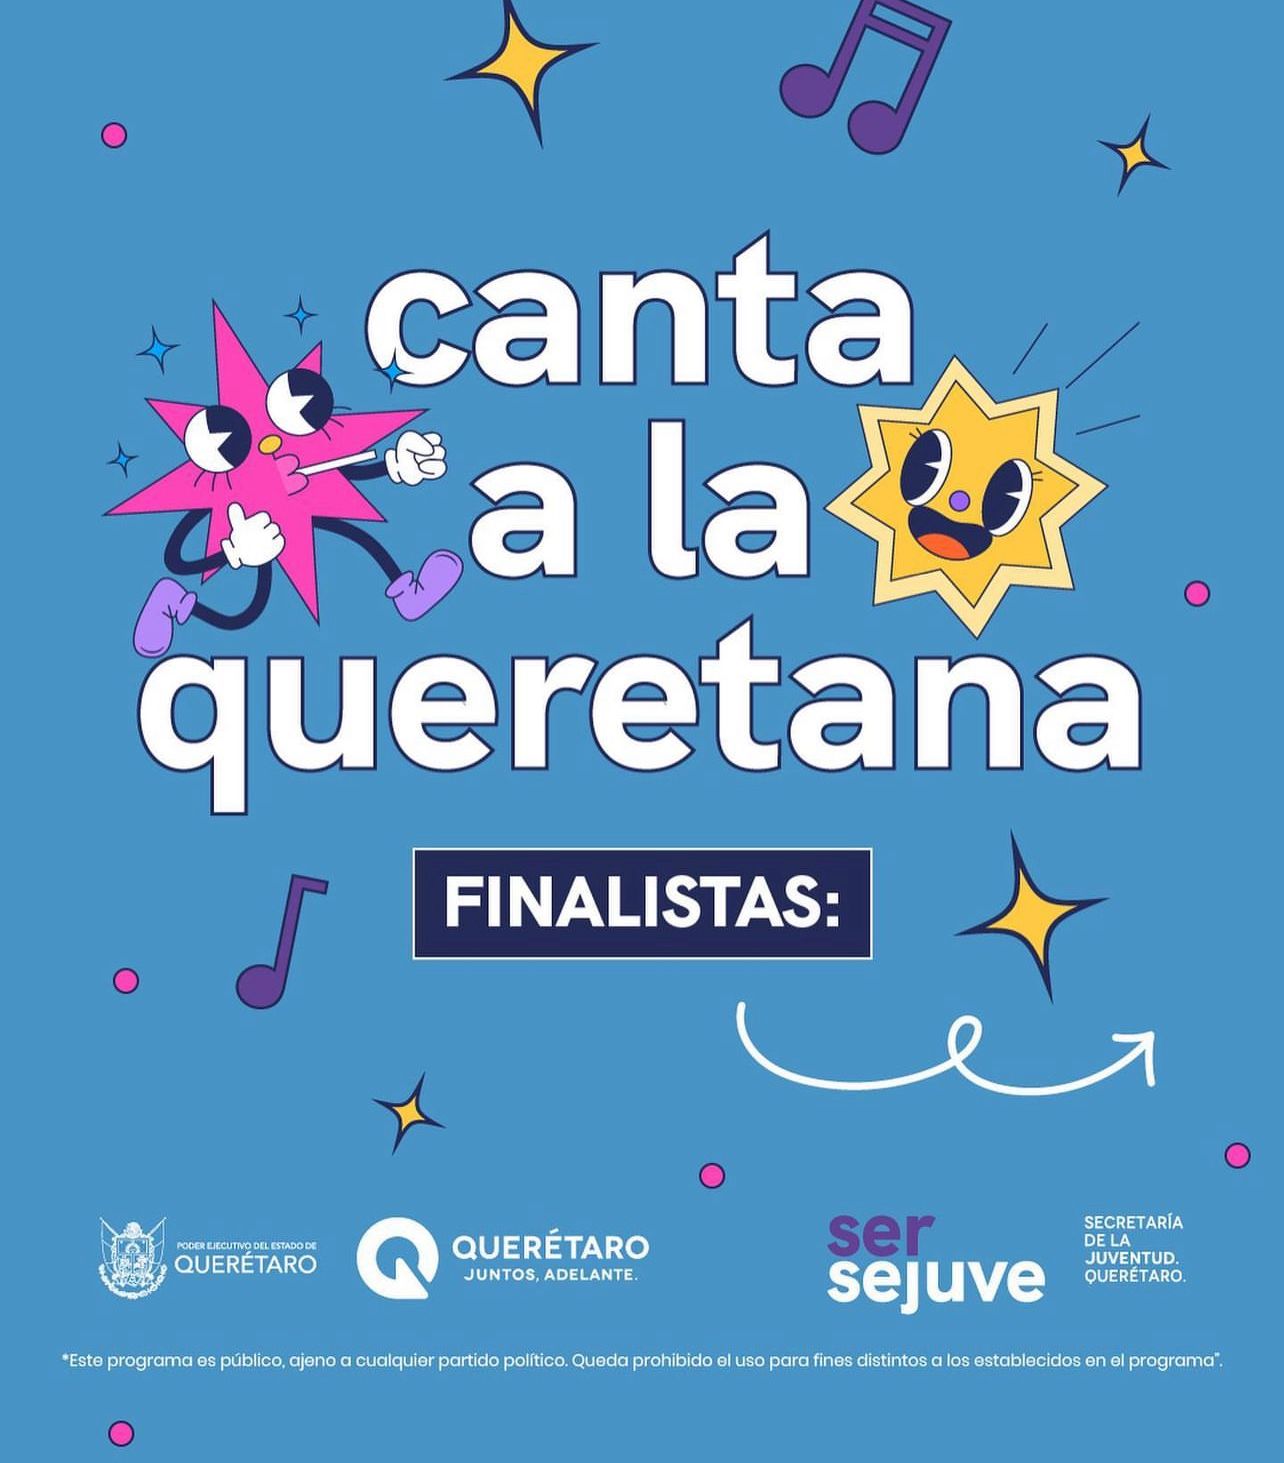 canta
a la
queretana
FINALISTAS:
PODER EJECUTIVO DEL ESTADO DE
QUERÉTARO
QUERÉTARO
JUNTOS, ADELANTE.
ser
sejuve
SECRETARÍA
DE LA
JUVENTUD.
QUERÉTARO.
*Este programa es público, ajeno a cualquier partido político. Queda prohibido el uso para fines distintos a los establecidos en el programa”.